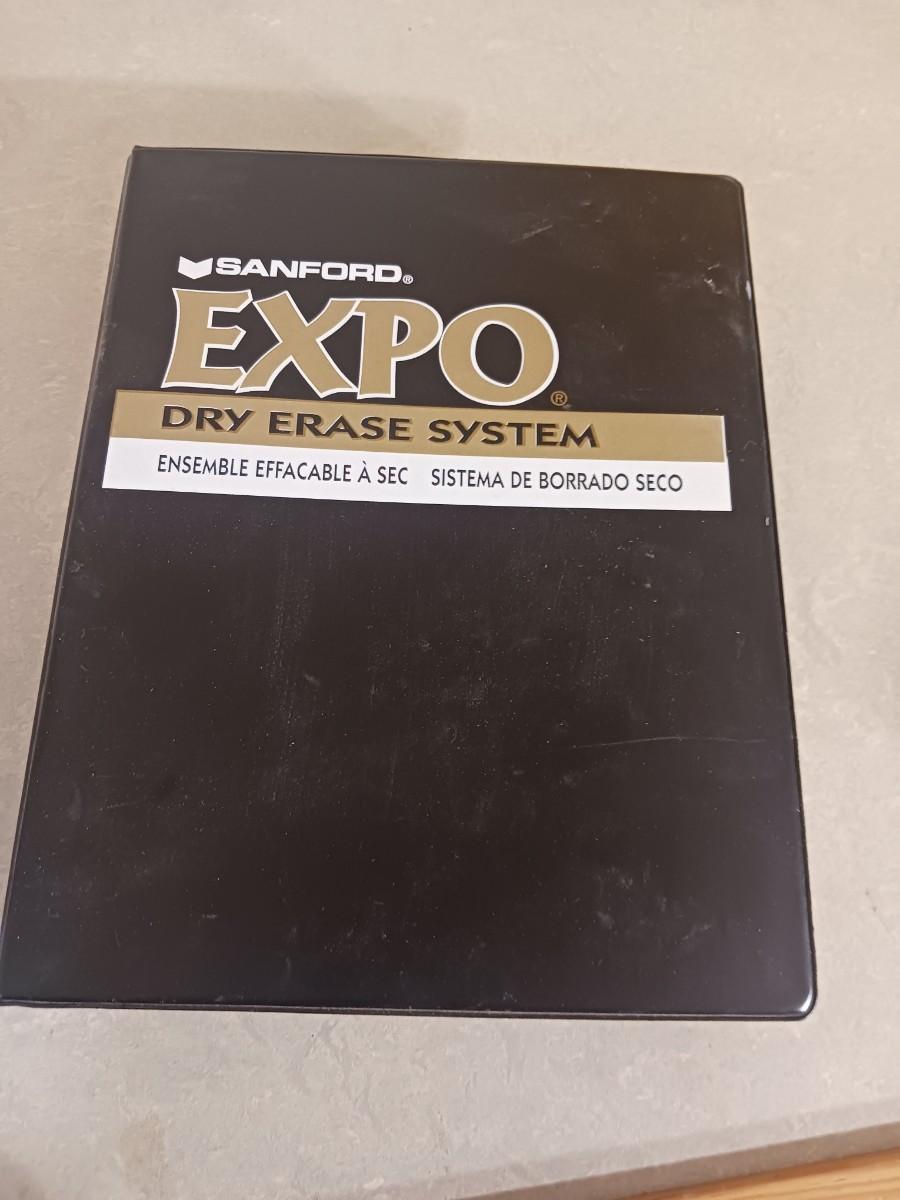 SANFORD®
EXPO®
DRY ERASE SYSTEM
ENSEMBLE EFFACABLE À SEC SISTEMA DE BORRADO SECO